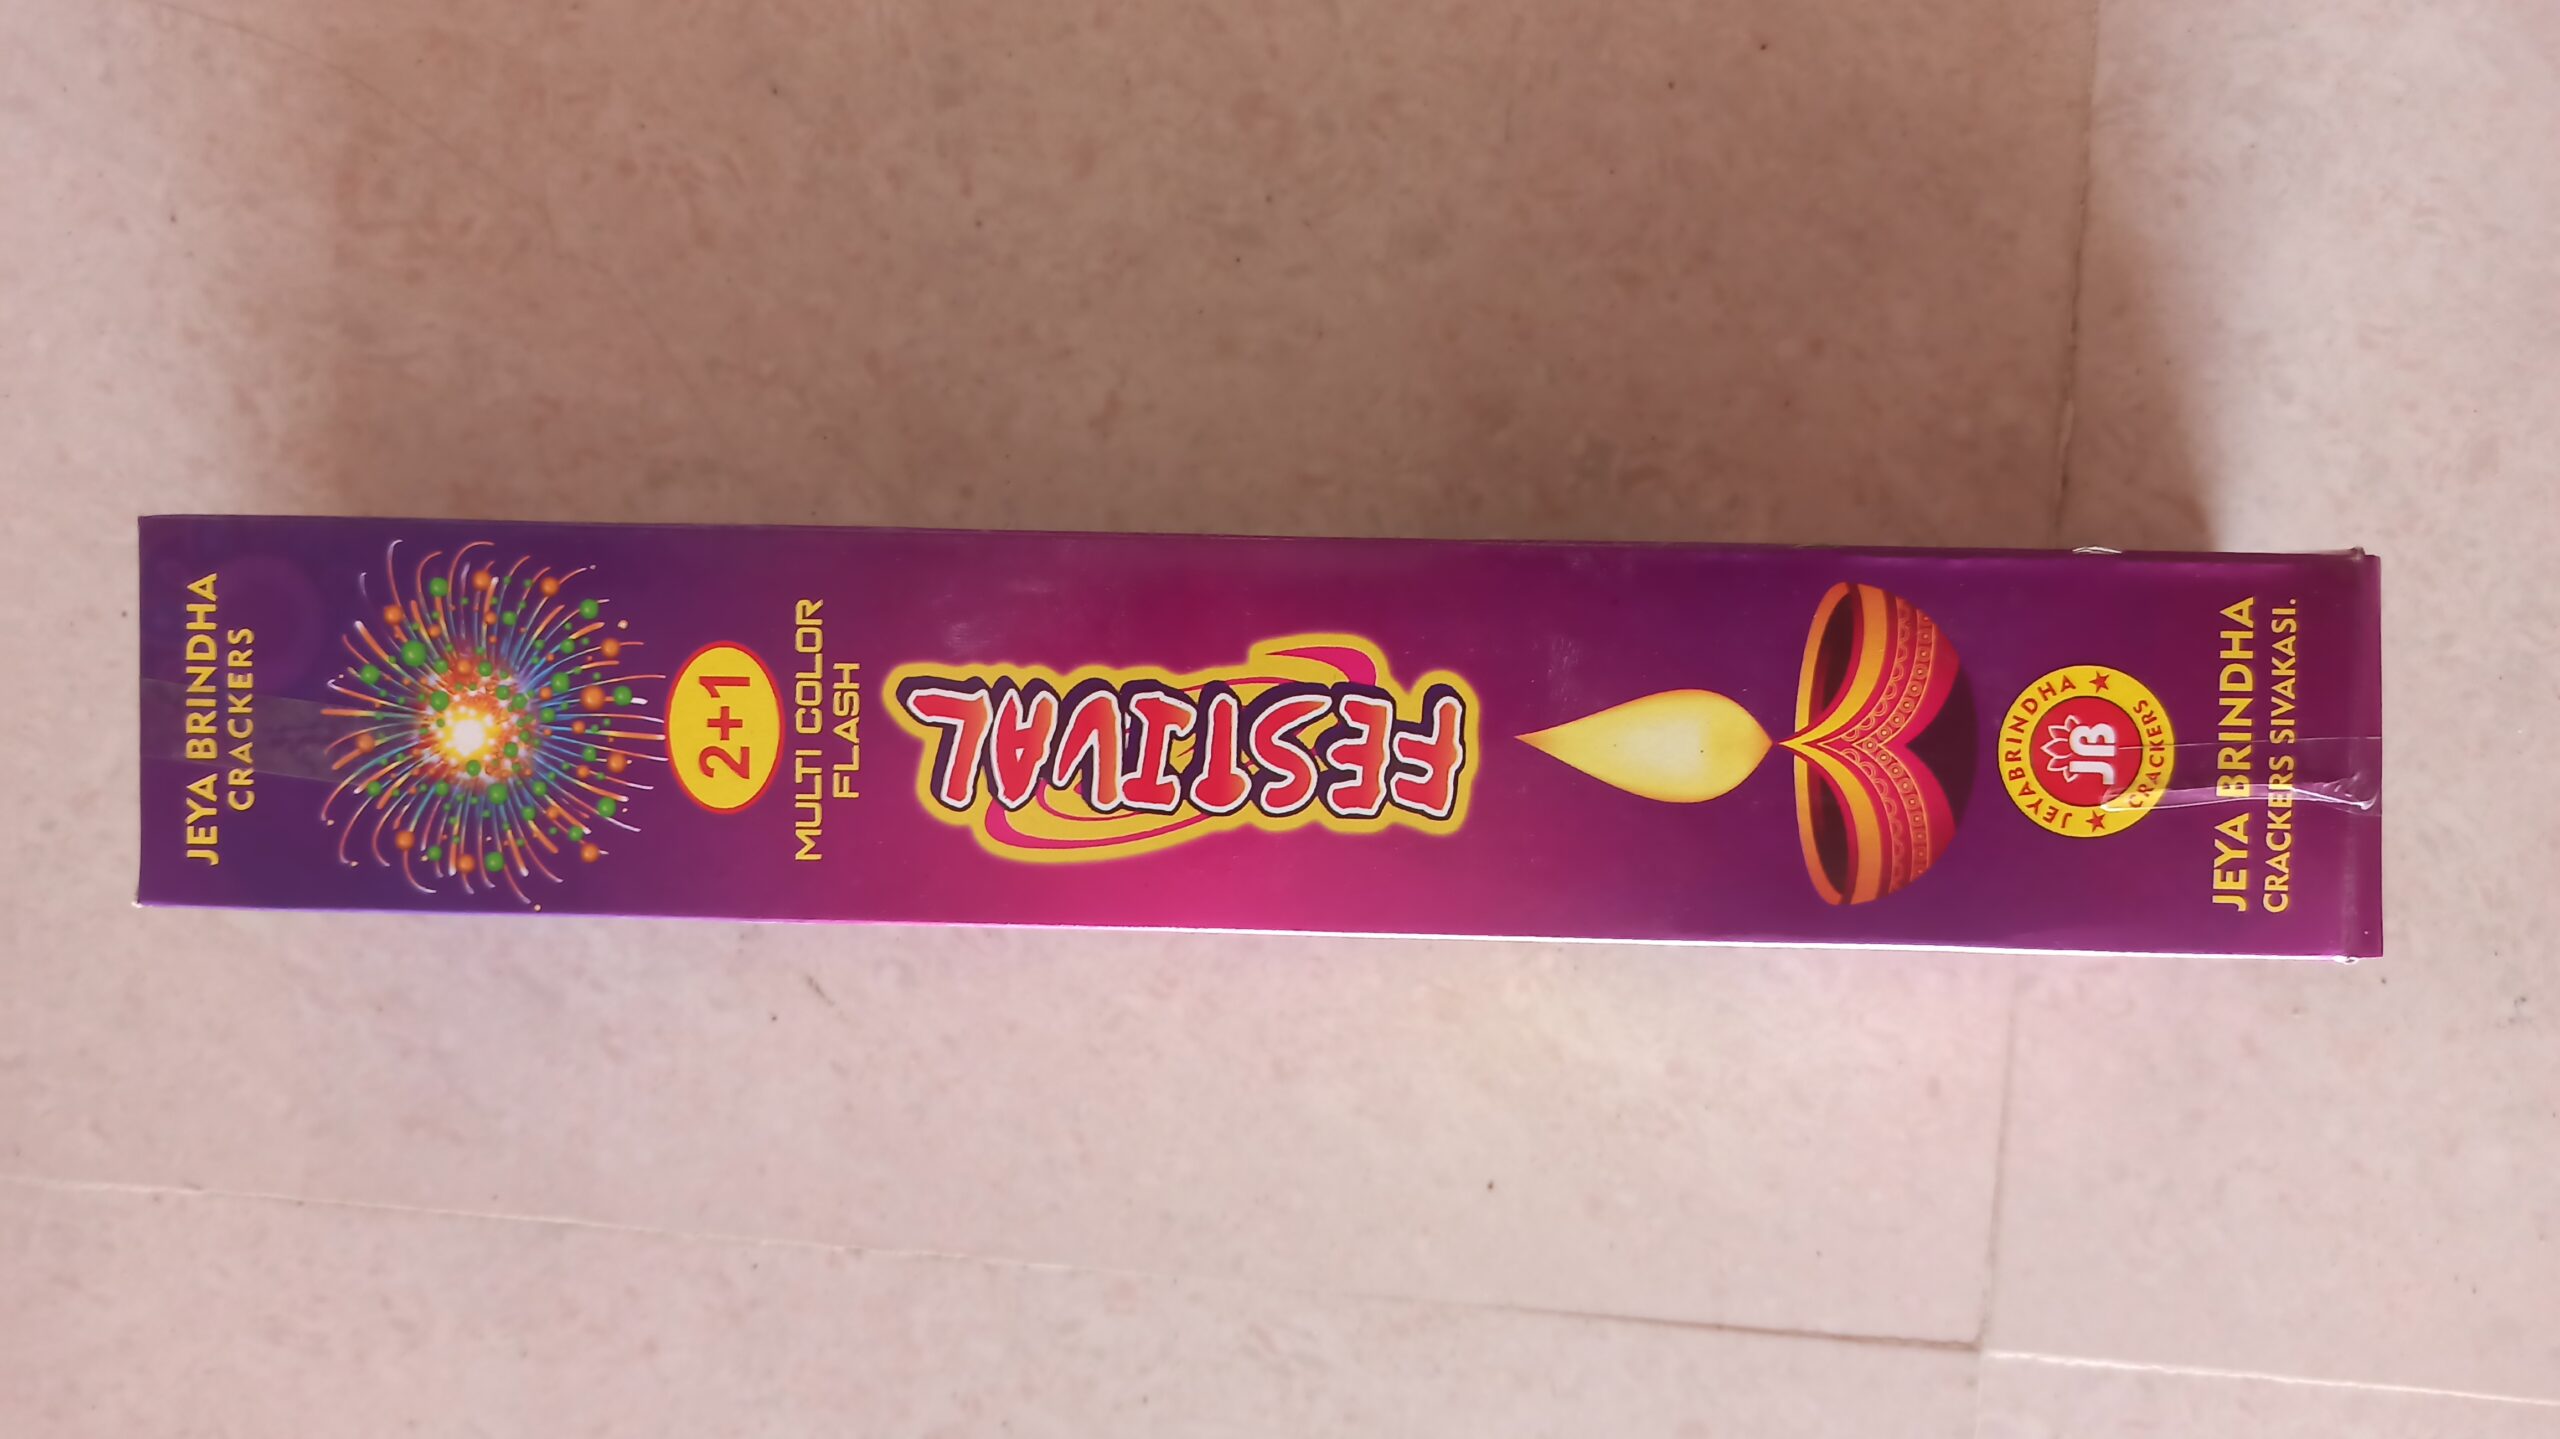 JEYA BRINDHA
CRACKERS
2+1
MULTI COLOR
FLASH
FESTIVAL
JEYABRINDHA
JB
CRACKERS
JEYA BRINDHA
CRACKERS SIVAKASI.